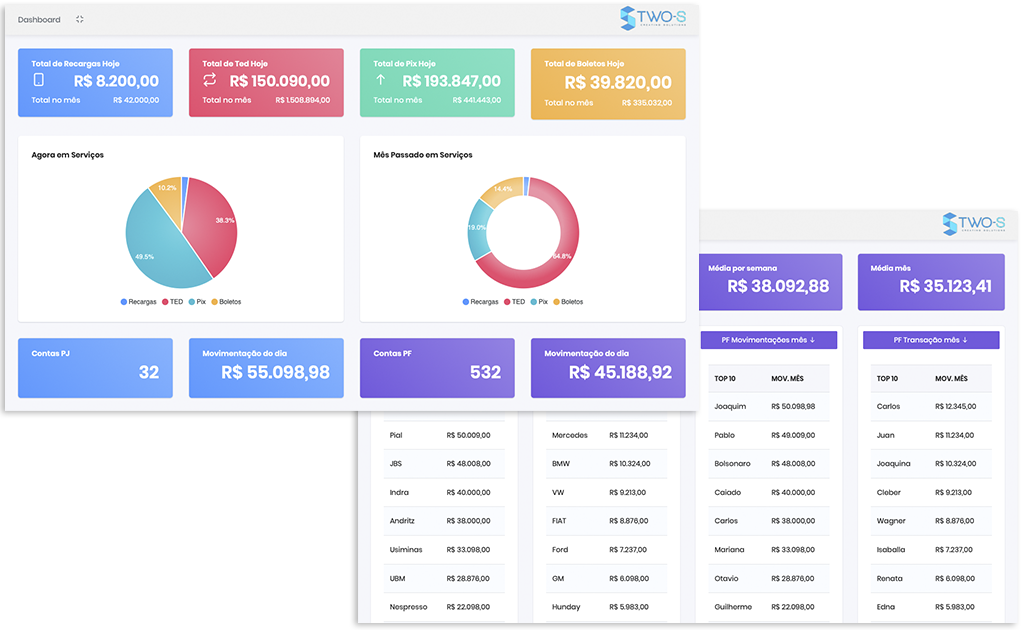 Dashboard
TWO-S
CREATIVE SOLUTIONS
Total de Recargas Hoje
R$ 8.200,00
Total no mês R$ 42.000,00
Total de Ted Hoje
R$ 150.090,00
Total no mês R$ 1.508.894,00
Total de Pix Hoje
R$ 193.847,00
Total no mês R$ 441.443,00
Total de Boletos Hoje
R$ 39.820,00
Total no mês R$ 335.032,00
Agora em Serviços
10.2%
38.3%
49.5%
Recargas TED Pix Boletos
Mês Passado em Serviços
14.4%
19.0%
64.8%
Recargas TED Pix Boletos
Contas PJ
32
Movimentação do dia
R$ 55.098,98
Contas PF
532
Movimentação do dia
R$ 45.188,92
TWO-S
CREATIVE SOLUTIONS
Média por semana
R$ 38.092,88
Média mês
R$ 35.123,41
Pial R$ 50.009,00
JBS R$ 48.008,00
Indra R$ 40.000,00
Andritz R$ 38.000,00
Usiminas R$ 33.098,00
UBM R$ 28.876,00
Nespresso R$ 22.098,00
Mercedes R$ 11.234,00
BMW R$ 10.324,00
VW R$ 9.213,00
FIAT R$ 8.876,00
Ford R$ 7.237,00
GM R$ 6.098,00
Hunday R$ 5.983,00
PF Movimentações mês ↓
TOP 10 MOV. MÊS
Joaquim R$ 50.098,98
Pablo R$ 49.009,00
Bolsonaro R$ 48.008,00
Caiado R$ 40.000,00
Carlos R$ 38.000,00
Mariana R$ 33.098,00
Otavio R$ 28.876,00
Guilherme R$ 22.098,00
PF Transação mês ↓
TOP 10 MOV. MÊS
Carlos R$ 12.345,00
Juan R$ 11.234,00
Joaquina R$ 10.324,00
Cleber R$ 9.213,00
Wagner R$ 8.876,00
Isaballa R$ 7.237,00
Renata R$ 6.098,00
Edna R$ 5.983,00